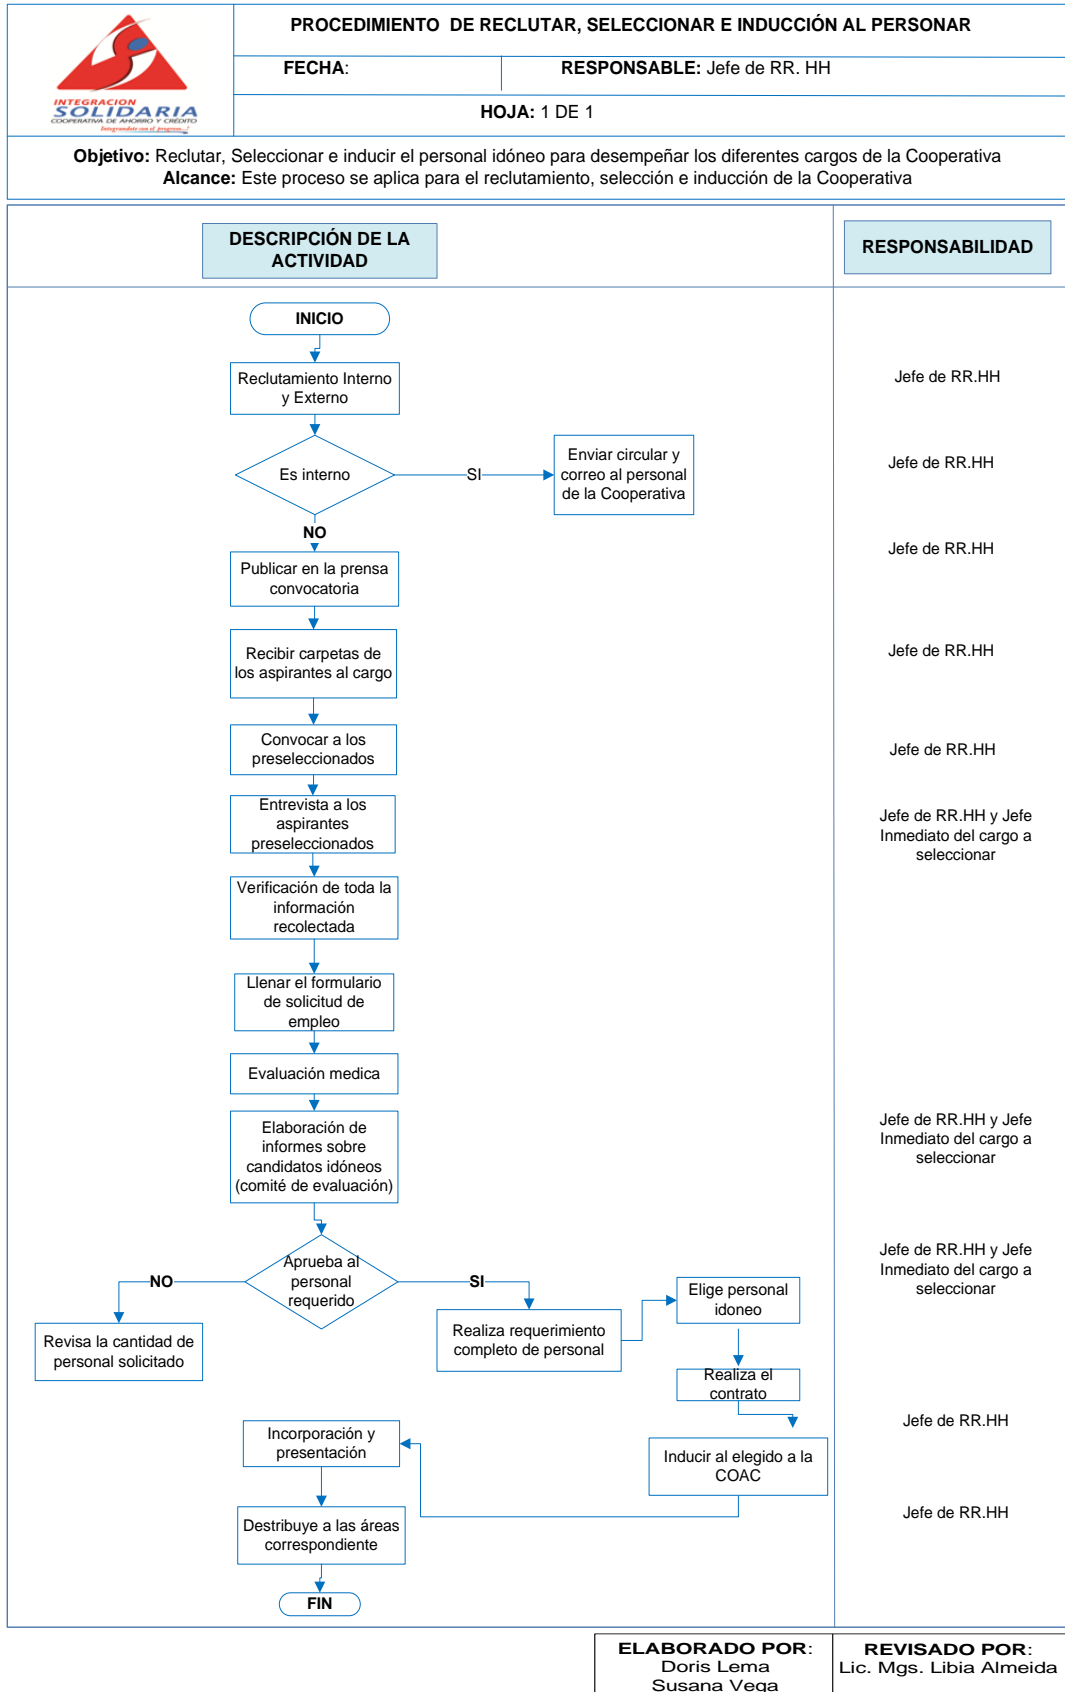 INTEGRACION
SOLIDARIA
COOPERATIVA DE AHORRO Y CRÉDITO
Integrandote con el progreso...!
PROCEDIMIENTO DE RECLUTAR, SELECCIONAR E INDUCCIÓN AL PERSONAR
FECHA:
RESPONSABLE: Jefe de RR. HH
HOJA: 1 DE 1
Objetivo: Reclutar, Seleccionar e inducir el personal idóneo para desempeñar los diferentes cargos de la Cooperativa
Alcance: Este proceso se aplica para el reclutamiento, selección e inducción de la Cooperativa
DESCRIPCIÓN DE LA
ACTIVIDAD
RESPONSABILIDAD
INICIO
Reclutamiento Interno
y Externo
Jefe de RR.HH
Es interno
SI
Enviar circular y
correo al personal
de la Cooperativa
Jefe de RR.HH
NO
Publicar en la prensa
convocatoria
Jefe de RR.HH
Recibir carpetas de
los aspirantes al cargo
Jefe de RR.HH
Convocar a los
preseleccionados
Jefe de RR.HH
Entrevista a los
aspirantes
preseleccionados
Jefe de RR.HH y Jefe
Inmediato del cargo a
seleccionar
Verificación de toda la
información
recolectada
Llenar el formulario
de solicitud de
empleo
Evaluación medica
Elaboración de
informes sobre
candidatos idóneos
(comité de evaluación)
Jefe de RR.HH y Jefe
Inmediato del cargo a
seleccionar
Aprueba al
personal
requerido
Jefe de RR.HH y Jefe
Inmediato del cargo a
seleccionar
NO
SI
Revisa la cantidad de
personal solicitado
Realiza requerimiento
completo de personal
Elige personal
idoneo
Realiza el
contrato
Inducir al elegido a la
COAC
Jefe de RR.HH
Incorporación y
presentación
Destribuye a las áreas
correspondiente
Jefe de RR.HH
FIN
ELABORADO POR:
Doris Lema
Susana Vega
REVISADO POR:
Lic. Mgs. Libia Almeida